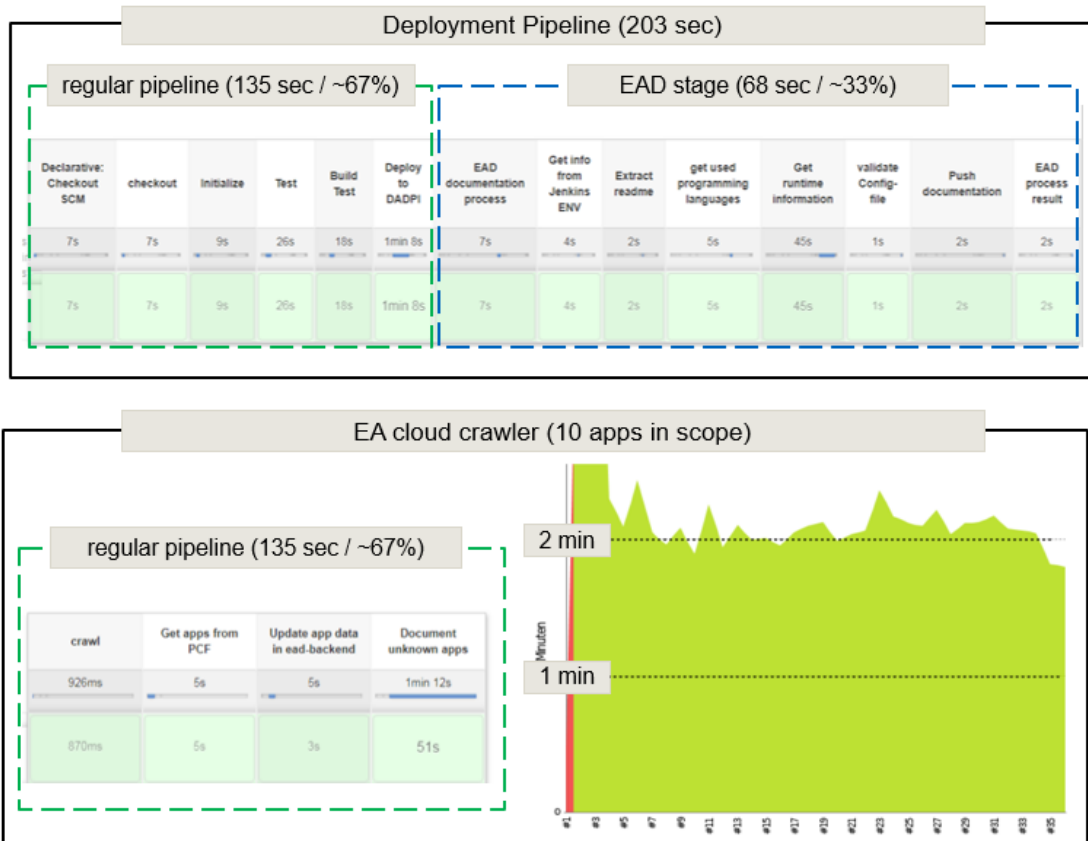 Deployment Pipeline (203 sec)
regular pipeline (135 sec / ~67%)
EAD stage (68 sec / ~33%)
Declarative: Checkout SCM
checkout
Initialize
Test
Build Test
Deploy to DADPI
EAD documentation process
Get info from Jenkins ENV
Extract readme
get used programming languages
Get runtime information
validate Config-file
Push documentation
EAD process result
7s 7s 9s 26s 18s 1min 8s 7s 4s 2s 5s 45s 1s 2s 2s
7s 7s 9s 26s 18s 1min 8s 7s 4s 2s 5s 45s 1s 2s 2s
EA cloud crawler (10 apps in scope)
regular pipeline (135 sec / ~67%)
crawl
Get apps from PCF
Update app data in ead-backend
Document unknown apps
926ms 5s 5s 1min 12s
870ms 5s 3s 51s
2 min
Minuten
1 min
0
#1 #3 #5 #7 #9 #11 #13 #15 #17 #19 #21 #23 #25 #27 #29 #31 #33 #35